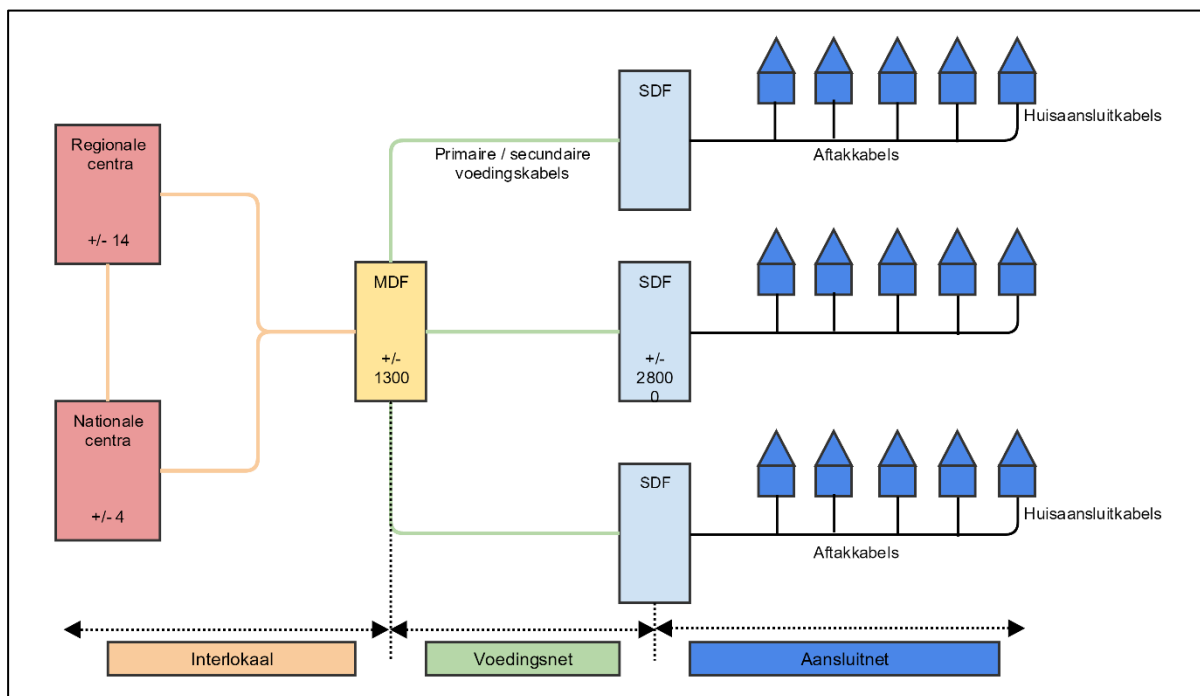 Regionale
centra
+/- 14
Nationale
centra
+/- 4
MDF
+/-
1300
Primaire / secundaire
voedingskabels
SDF
Aftakkabels
Huisaansluitkabels
SDF
+/-
2800
0
SDF
Aftakkabels
Huisaansluitkabels
Interlokaal
Voedingsnet
Aansluitnet